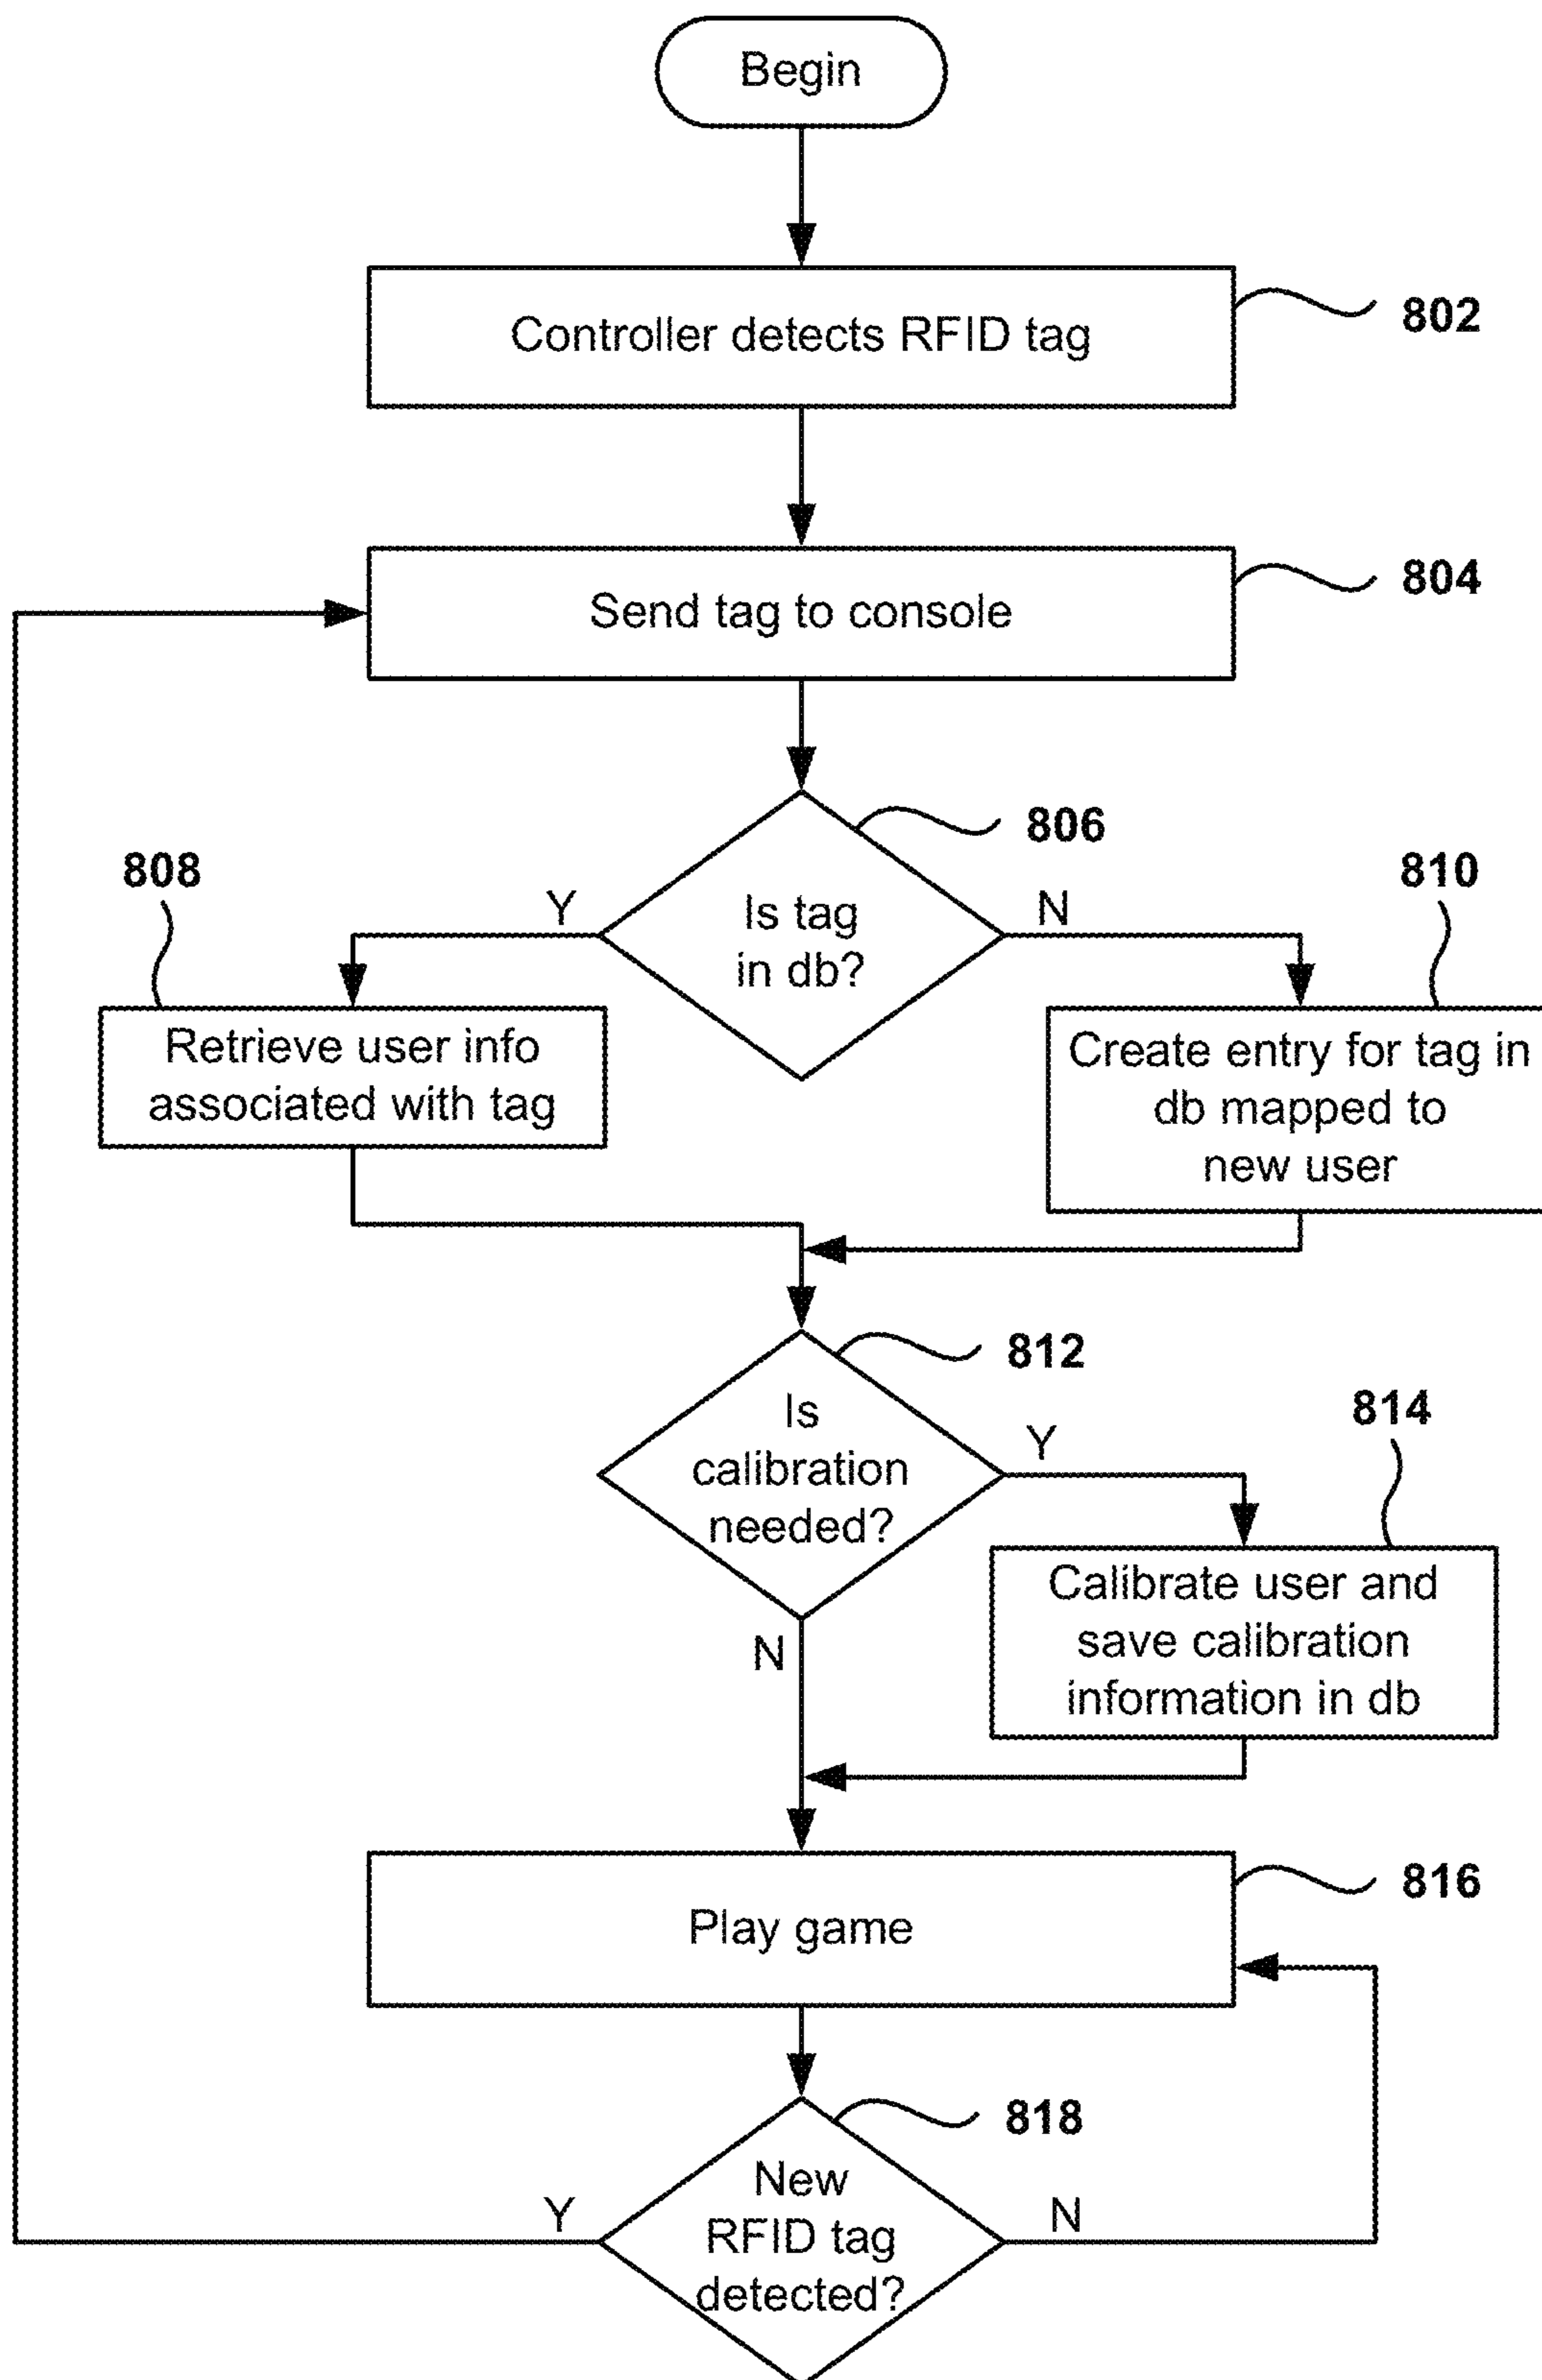 Begin
Controller detects RFID tag
802
Send tag to console
804
806
Is tag
in db?
Y
N
808
Retrieve user info
associated with tag
810
Create entry for tag in
db mapped to
new user
812
Is
calibration
needed?
Y
N
814
Calibrate user and
save calibration
information in db
Play game
816
818
New
RFID tag
detected?
Y
N